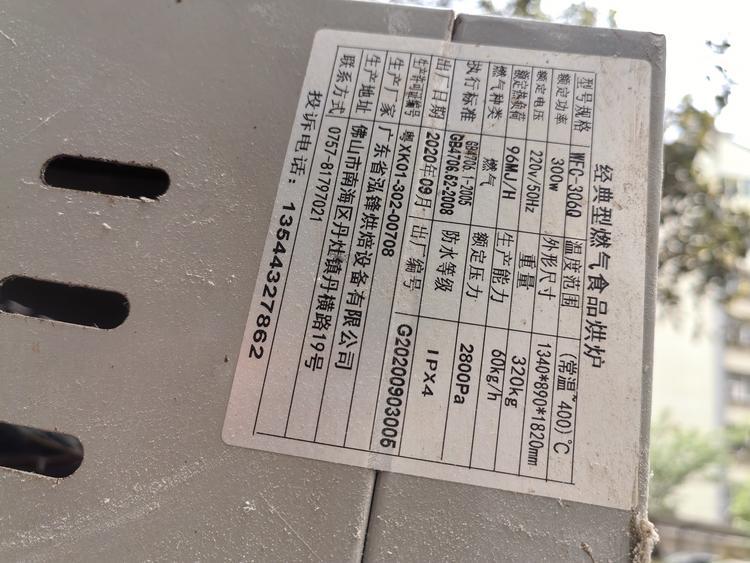 经典型燃气食品烘炉
型号规格 WFC-306Q 温度范围 (常温~400)℃
额定功率 300w 外形尺寸 1340*890*1820mm
额定电压 220v/50Hz 重量 320kg
额定热负荷 96MJ/H 生产能力 60kg/h
燃气种类 燃气 额定压力 2800Pa
执行标准 GB4706.1-2005 GB4706.62-2008 防水等级 IPX4
出厂日期 2020年09月 出厂编号 G20200903005
生产许可证编号 粤XK01-302-00708
生产厂家 广东省泓锋烘焙设备有限公司
生产地址 佛山市南海区丹灶镇丹横路19号
联系方式 0757-81797021
投诉电话：13544327862